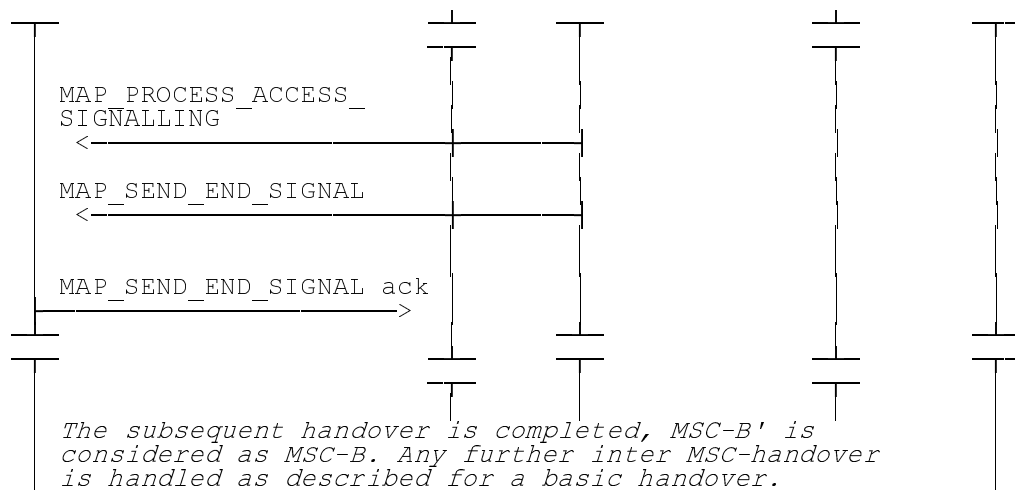 MAP_PROCESS_ACCESS_
SIGNALLING
MAP_SEND_END_SIGNAL
MAP_SEND_END_SIGNAL ack
The subsequent handover is completed, MSC-B' is
considered as MSC-B. Any further inter MSC-handover
is handled as described for a basic handover.